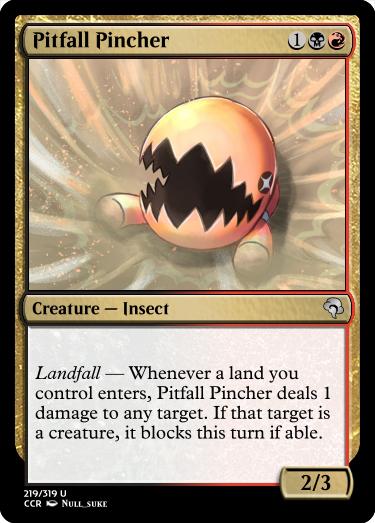 Pitfall Pincher 1
Creature — Insect
Landfall — Whenever a land you
control enters, Pitfall Pincher deals 1
damage to any target. If that target is
a creature, it blocks this turn if able.
2/3
219/319 U
CCR Null_suke